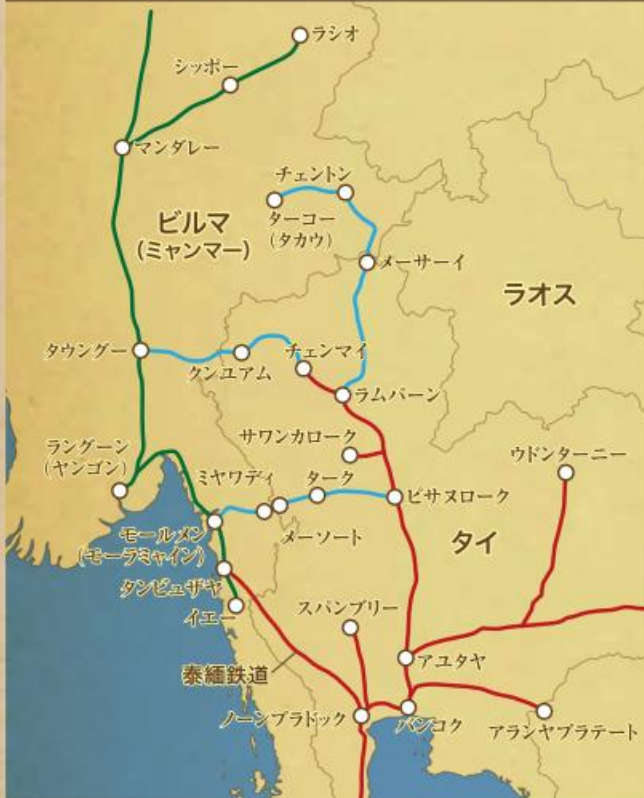 ラシオ
シッポー
マンダレー
チェントン
ターコー
(タカウ)
ビルマ
(ミャンマー)
メーサーイ
ラオス
タウングー
クンユアム
チェンマイ
ラムパーン
サワンカローク
ラングーン
(ヤンゴン)
ウドンターニー
ミヤワディ
ターク
ピサヌローク
メーソート
モールメン
(モーラミャイン)
タイ
タンビュザヤ
イエー
スパンブリー
アユタヤ
泰緬鉄道
ノーンプラドック
バンコク
アランヤプラテート